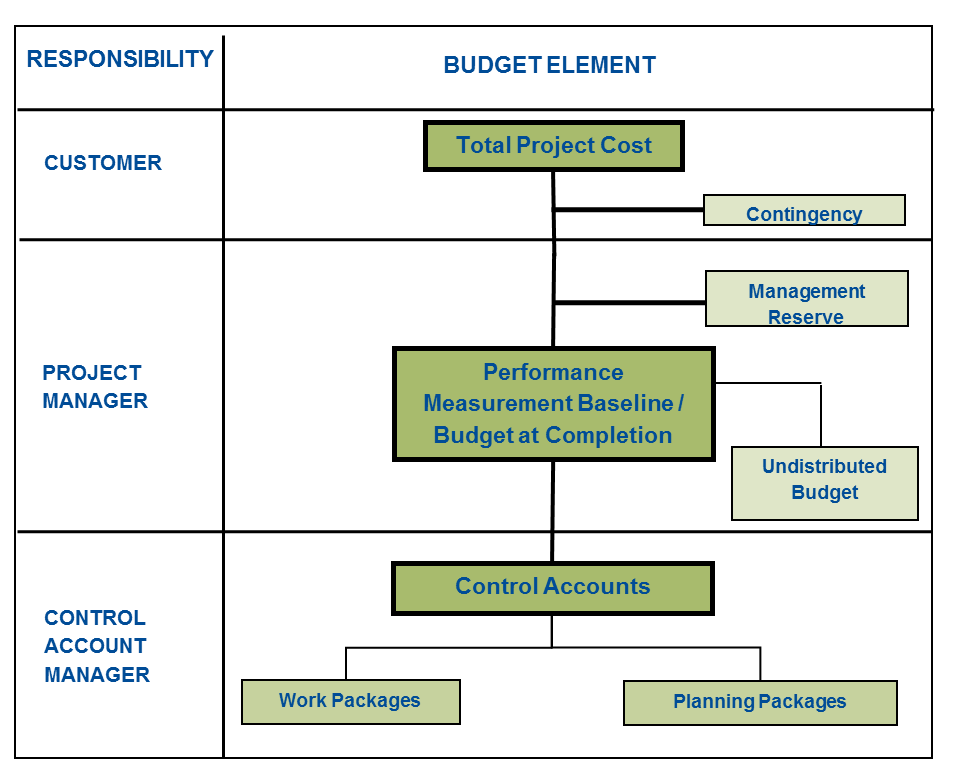 RESPONSIBILITY
BUDGET ELEMENT
CUSTOMER
Total Project Cost
Contingency
PROJECT
MANAGER
Management
Reserve
Performance
Measurement Baseline /
Budget at Completion
Undistributed
Budget
CONTROL
ACCOUNT
MANAGER
Control Accounts
Work Packages
Planning Packages